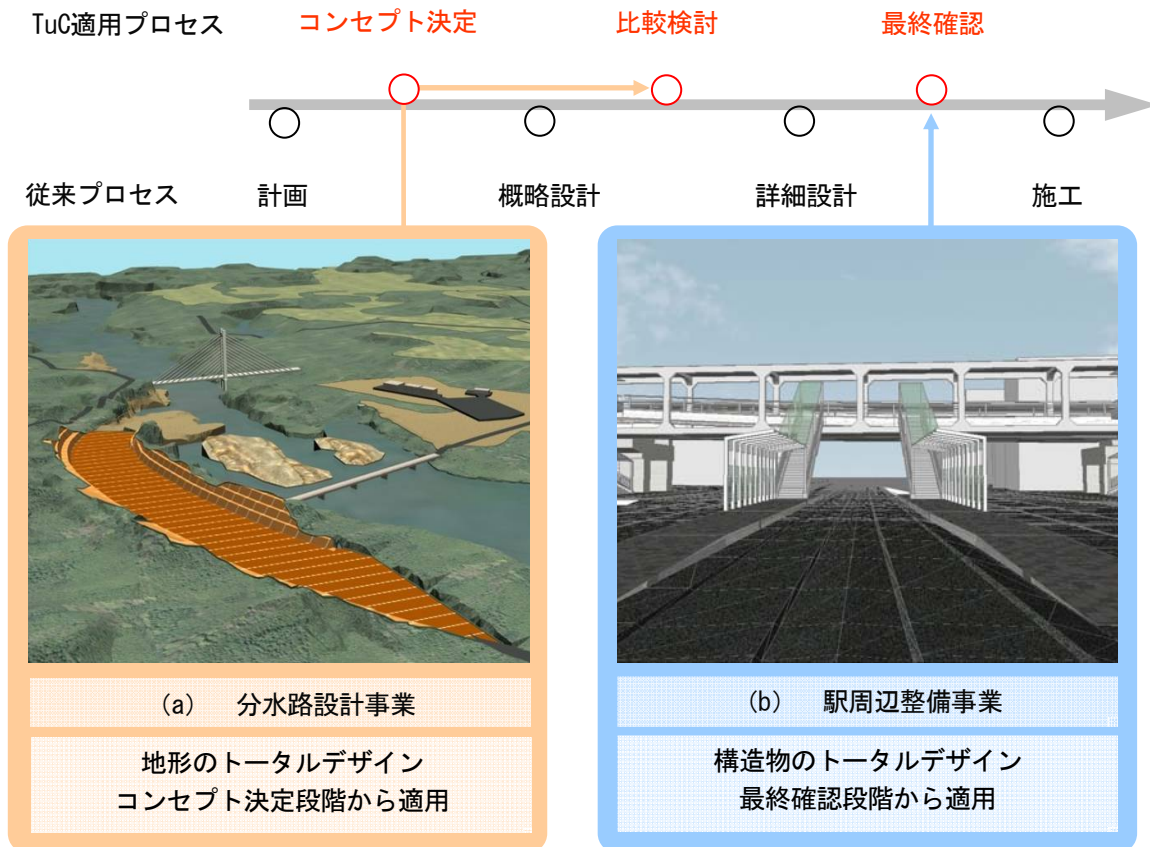 TuC適用プロセス コンセプト決定 比較検討 最終確認
従来プロセス 計画 概略設計 詳細設計 施工
(a) 分水路設計事業
地形のトータルデザイン
コンセプト決定段階から適用
(b) 駅周辺整備事業
構造物のトータルデザイン
最終確認段階から適用